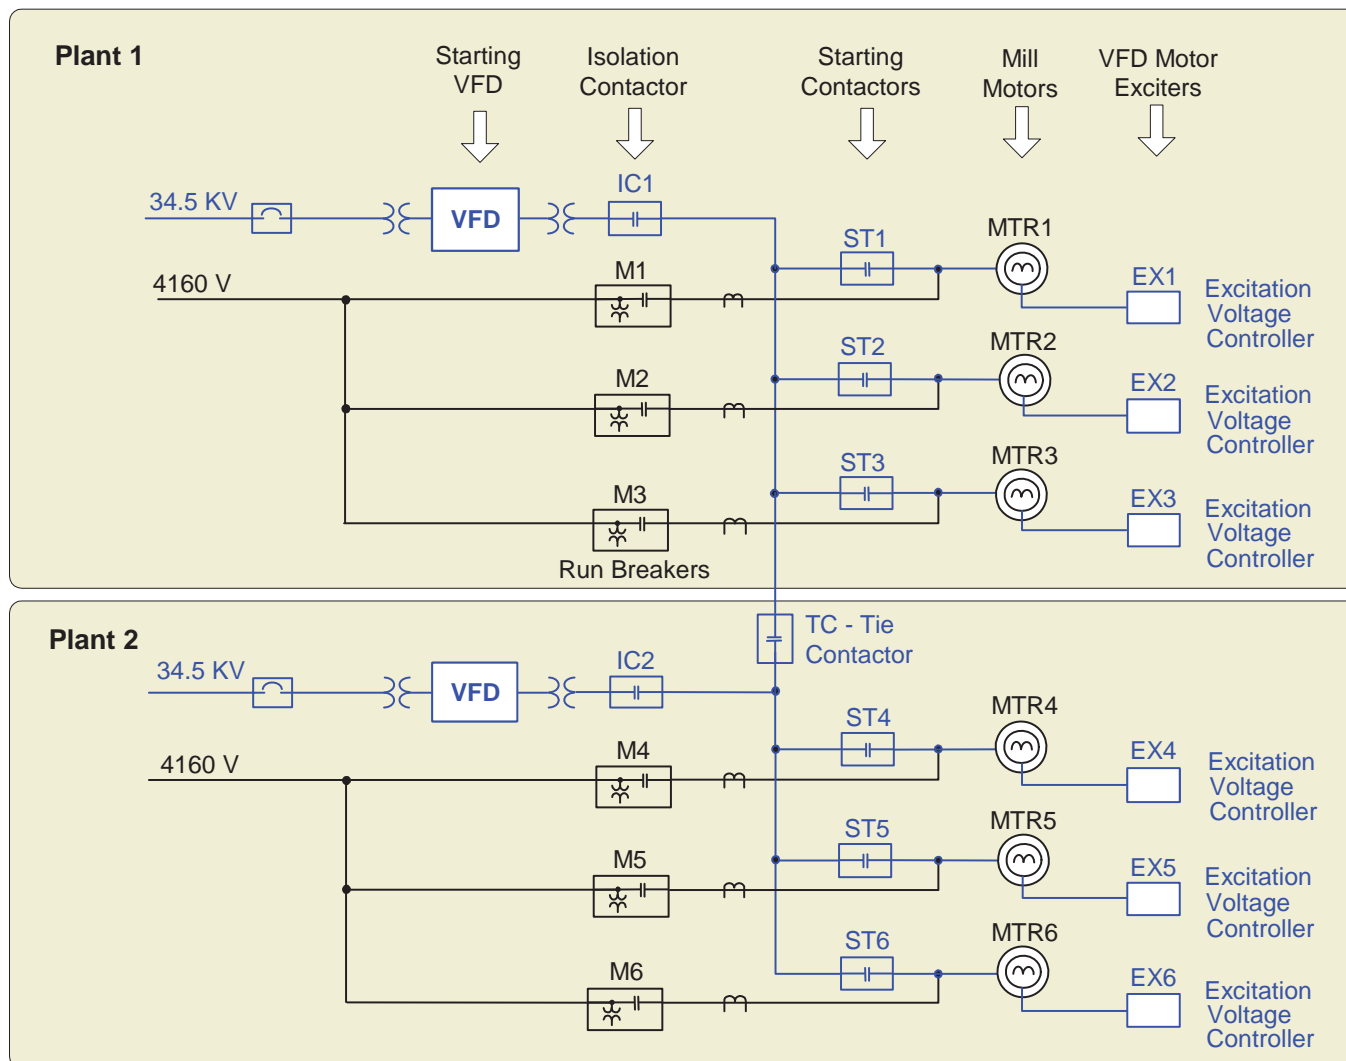 Plant 1
Starting
VFD
Isolation
Contactor
Starting
Contactors
Mill
Motors
VFD Motor
Exciters
34.5 KV
VFD
IC1
ST1
MTR1
4160 V
M1
EX1
Excitation
Voltage
Controller
ST2
MTR2
M2
EX2
Excitation
Voltage
Controller
ST3
MTR3
M3
EX3
Excitation
Voltage
Controller
Run Breakers
Plant 2
TC - Tie
Contactor
34.5 KV
VFD
IC2
ST4
MTR4
4160 V
M4
EX4
Excitation
Voltage
Controller
ST5
MTR5
M5
EX5
Excitation
Voltage
Controller
ST6
MTR6
M6
EX6
Excitation
Voltage
Controller